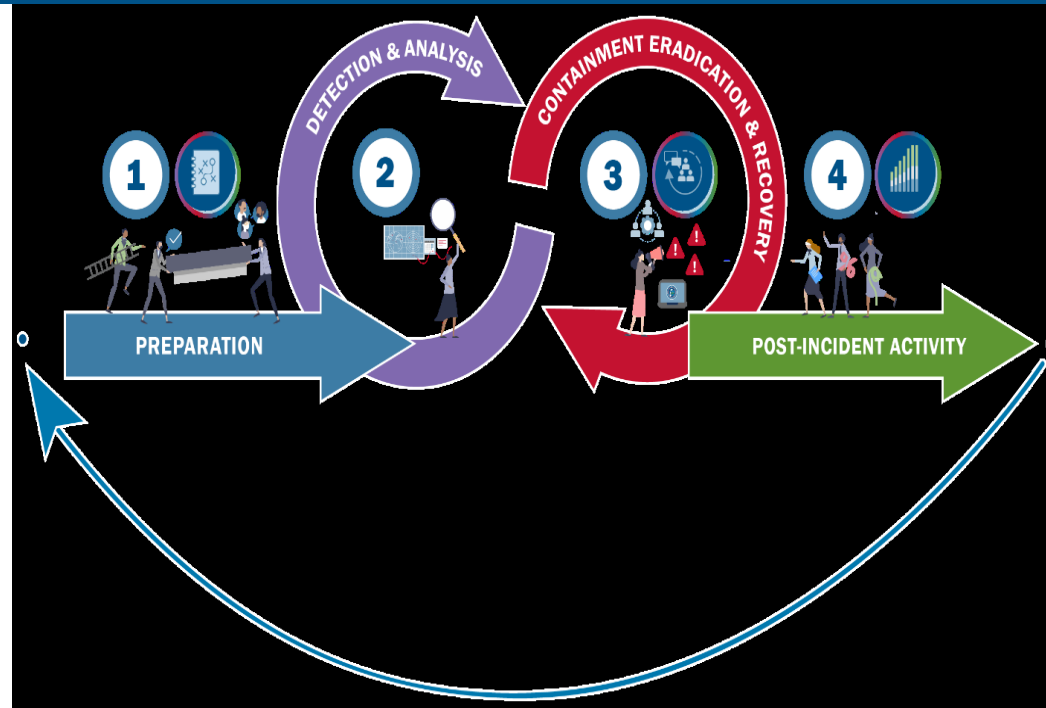 DETECTION & ANALYSIS
CONTAINMENT ERADICATION & RECOVERY
1
2
3
4
PREPARATION
POST-INCIDENT ACTIVITY